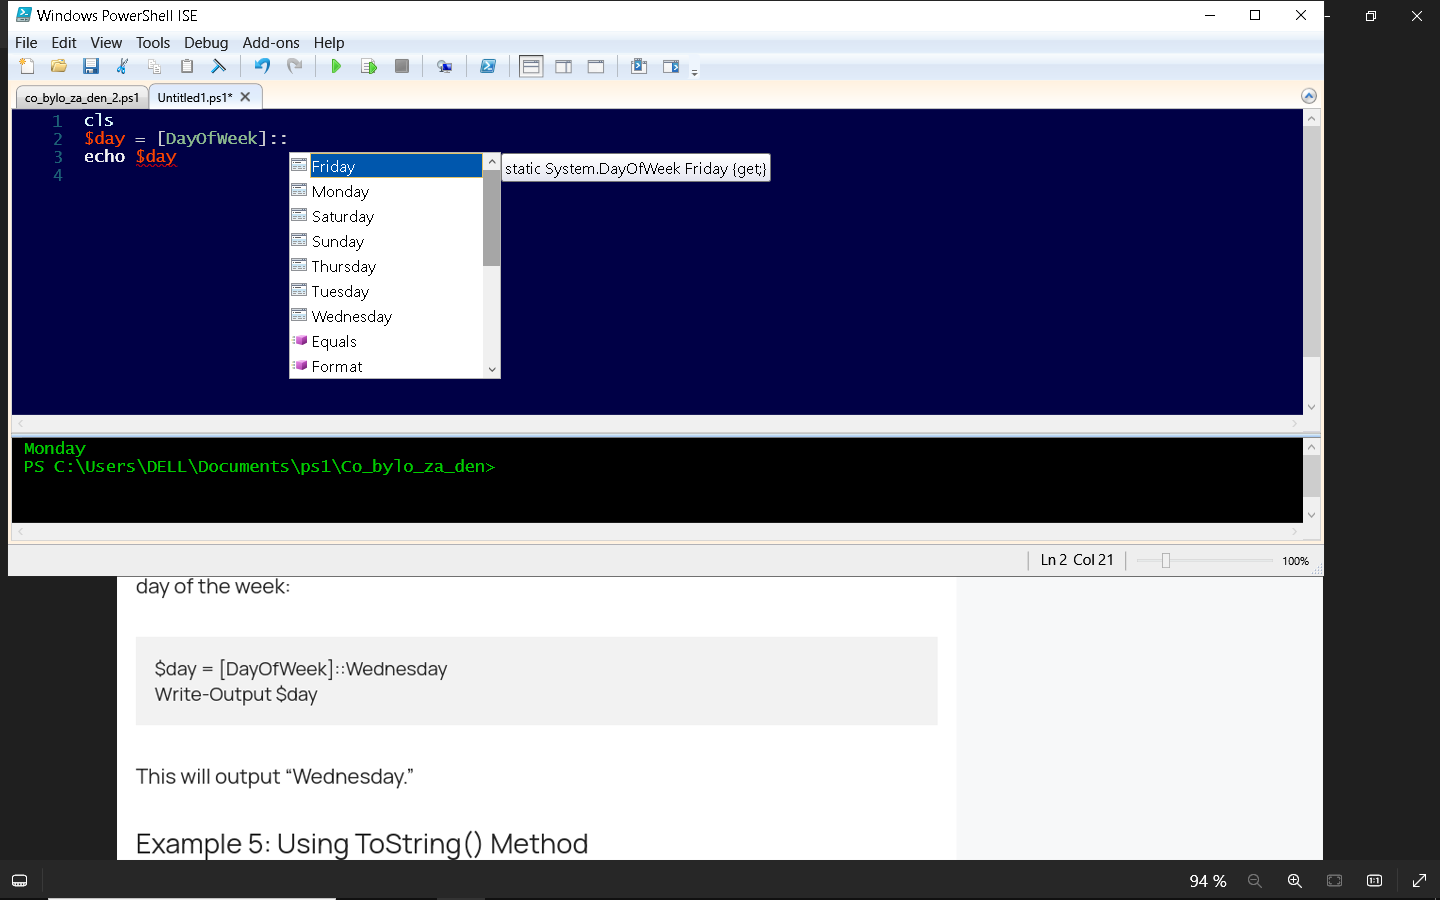 Windows PowerShell ISE
File Edit View Tools Debug Add-ons Help
co_bylo_za_den_2.ps1 Untitled1.ps1*
1 cls
2 $day = [DayOfWeek]::
3 echo $day
4
Friday
static System.DayOfWeek Friday {get;}
Monday
Saturday
Sunday
Thursday
Tuesday
Wednesday
Equals
Format
Monday
PS C:\Users\DELL\Documents\ps1\Co_bylo_za_den>
Ln 2 Col 21 100%
day of the week:
$day = [DayOfWeek]::Wednesday
Write-Output $day
This will output “Wednesday.”
Example 5: Using ToString() Method
94 %
1:1